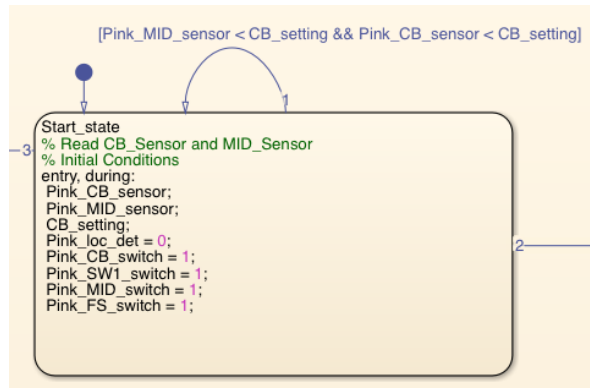 [Pink_MID_sensor < CB_setting && Pink_CB_sensor < CB_setting]
1
Start_state
% Read CB_Sensor and MID_Sensor
3
% Initial Conditions
entry, during:
Pink_CB_sensor;
Pink_MID_sensor;
CB_setting;
Pink_loc_det = 0;
2
Pink_CB_switch = 1;
Pink_SW1_switch = 1;
Pink_MID_switch = 1;
Pink_FS_switch = 1;